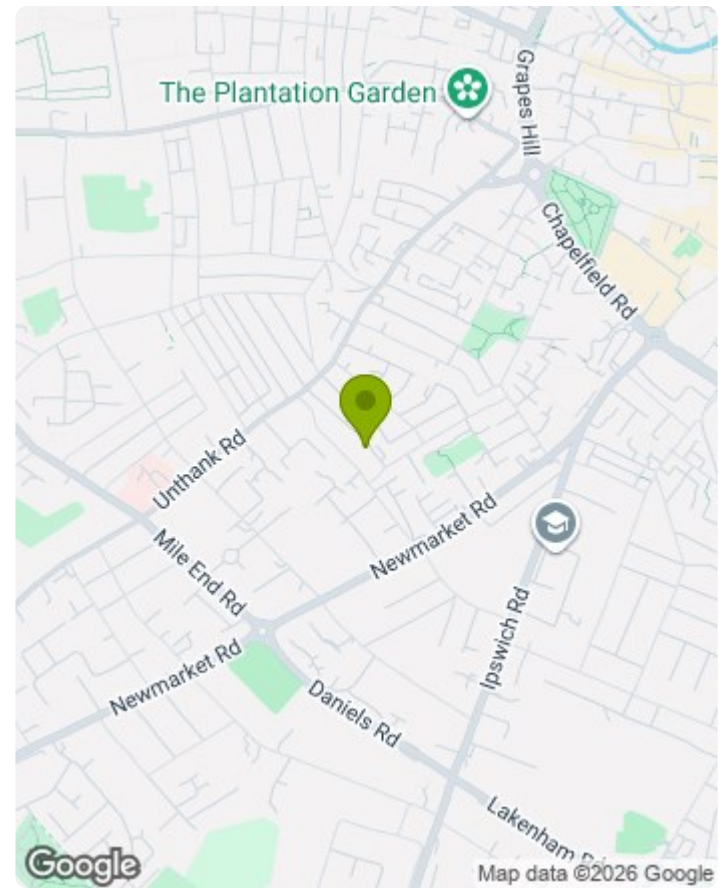 The Plantation Garden
Grapes Hill
Chapelfield Rd
Unthank Rd
Mile End Rd
Newmarket Rd
Newmarket Rd
Ipswich Rd
Daniels Rd
Lakenham Rd
Google
Map data ©2026 Google